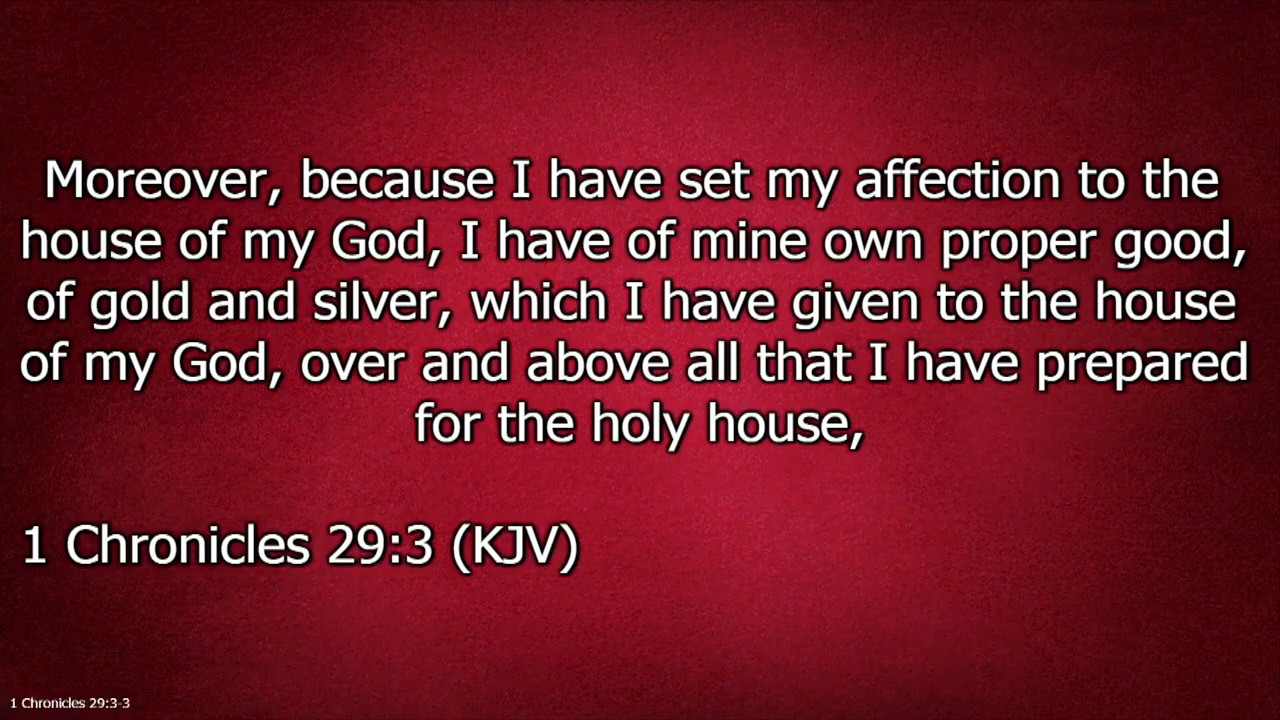 Moreover, because I have set my affection to the
house of my God, I have of mine own proper good,
of gold and silver, which I have given to the house
of my God, over and above all that I have prepared
for the holy house,
1 Chronicles 29:3 (KJV)
1 Chronicles 29:3-3